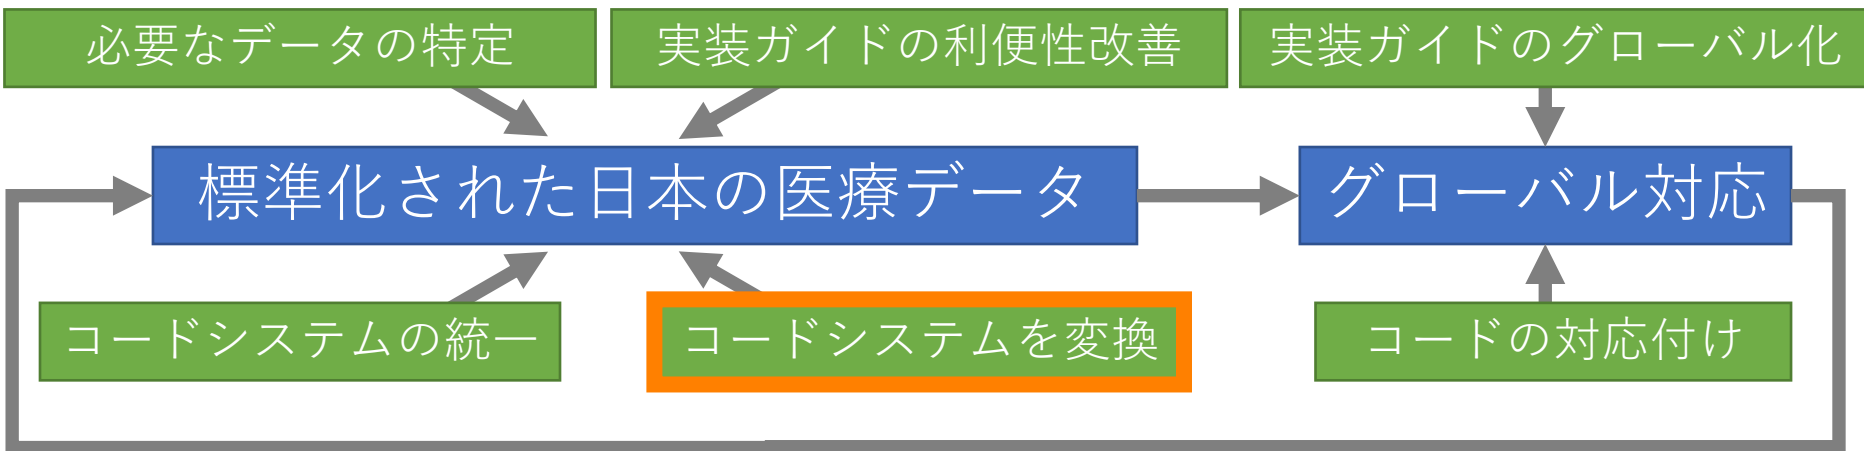 必要なデータの特定
実装ガイドの利便性改善
実装ガイドのグローバル化
標準化された日本の医療データ
グローバル対応
コードシステムの統一
コードシステムを変換
コードの対応付け